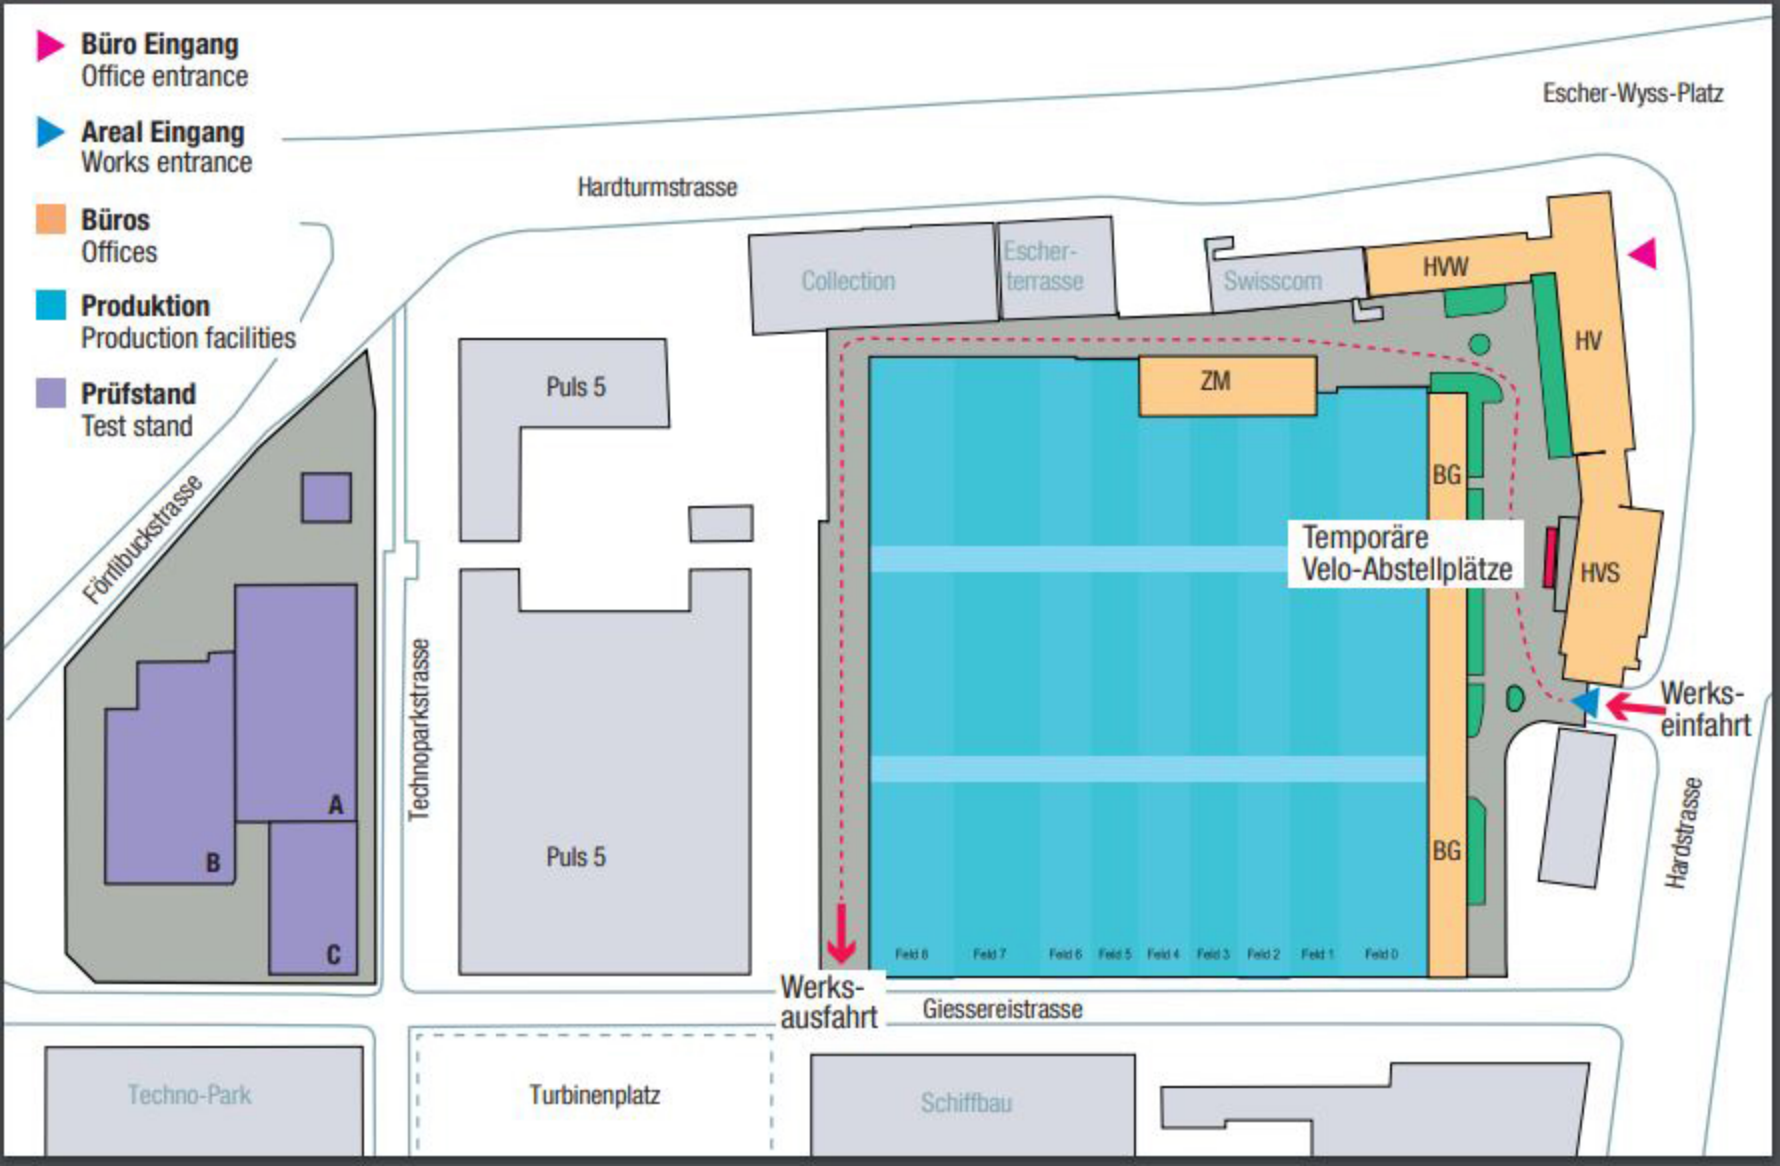 Büro Eingang
Office entrance
Areal Eingang
Works entrance
Büros
Offices
Produktion
Production facilities
Prüfstand
Test stand
Escher-Wyss-Platz
Hardturmstrasse
Collection
Escher-
terrasse
Swisscom
HVW
HV
ZM
Puls 5
BG
Förrlibuckstrasse
Temporäre
Velo-Abstellplätze
HVS
Technoparkstrasse
Werks-
einfahrt
A
B
C
Puls 5
BG
Hardstrasse
Feld 8
Feld 7
Feld 6
Feld 5
Feld 4
Feld 3
Feld 2
Feld 1
Feld 0
Werks-
ausfahrt
Giessereistrasse
Techno-Park
Turbinenplatz
Schiffbau